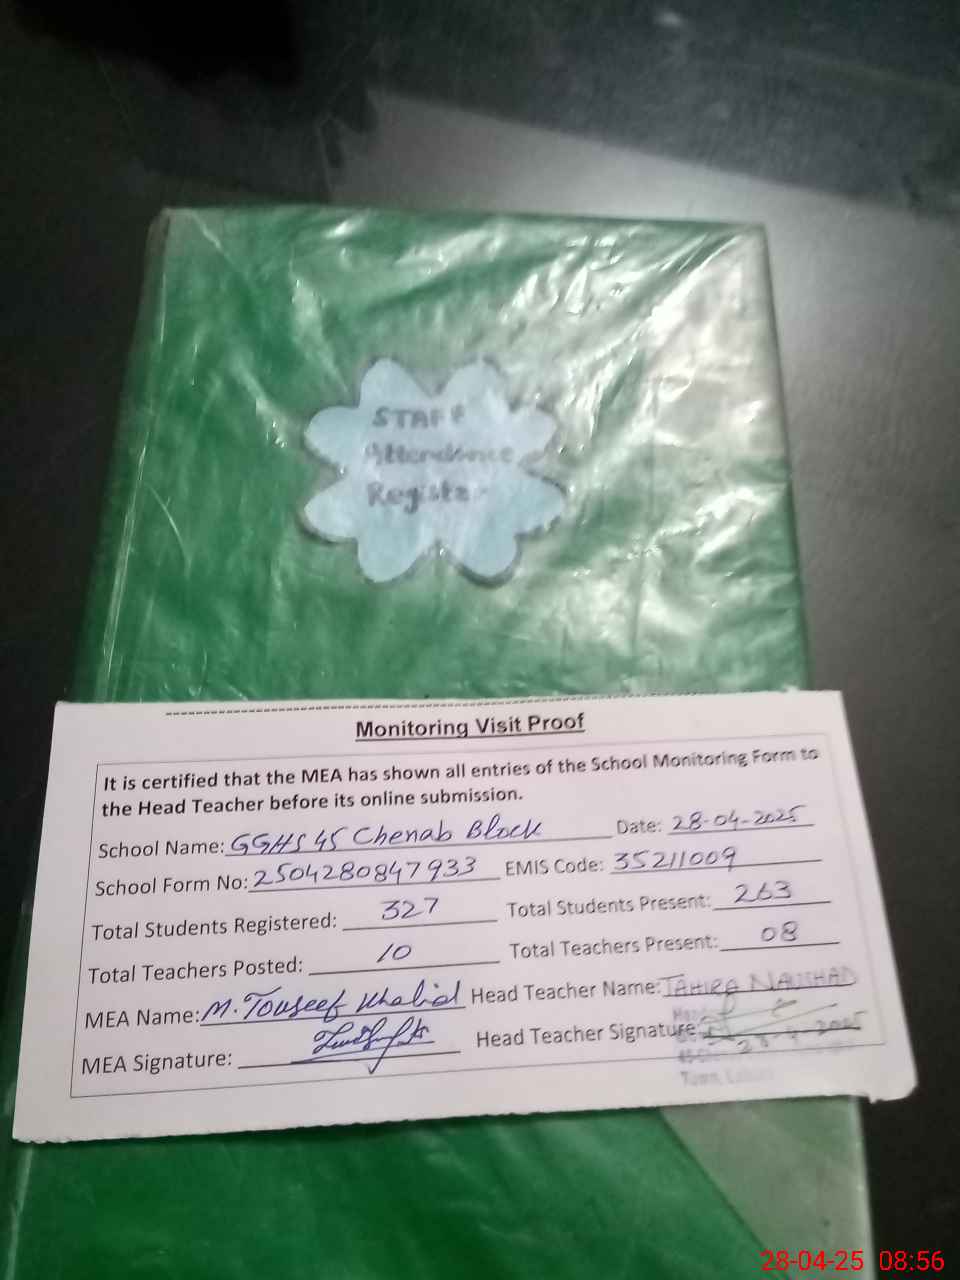 STAFF
Attendance
Register
Monitoring Visit Proof
It is certified that the MEA has shown all entries of the School Monitoring Form to
the Head Teacher before its online submission.
School Name: GGHS 45 Chenab Block Date: 28-04-2025
School Form No: 2504280847933 EMIS Code: 35211009
Total Students Registered: 327 Total Students Present: 263
Total Teachers Posted: 10 Total Teachers Present: 08
MEA Name: M. Touseef Khalid Head Teacher Name: TAHIRA NAUSHAD
MEA Signature: Head Teacher Signature: 28-4-2025
Town,
28-04-25 08:56